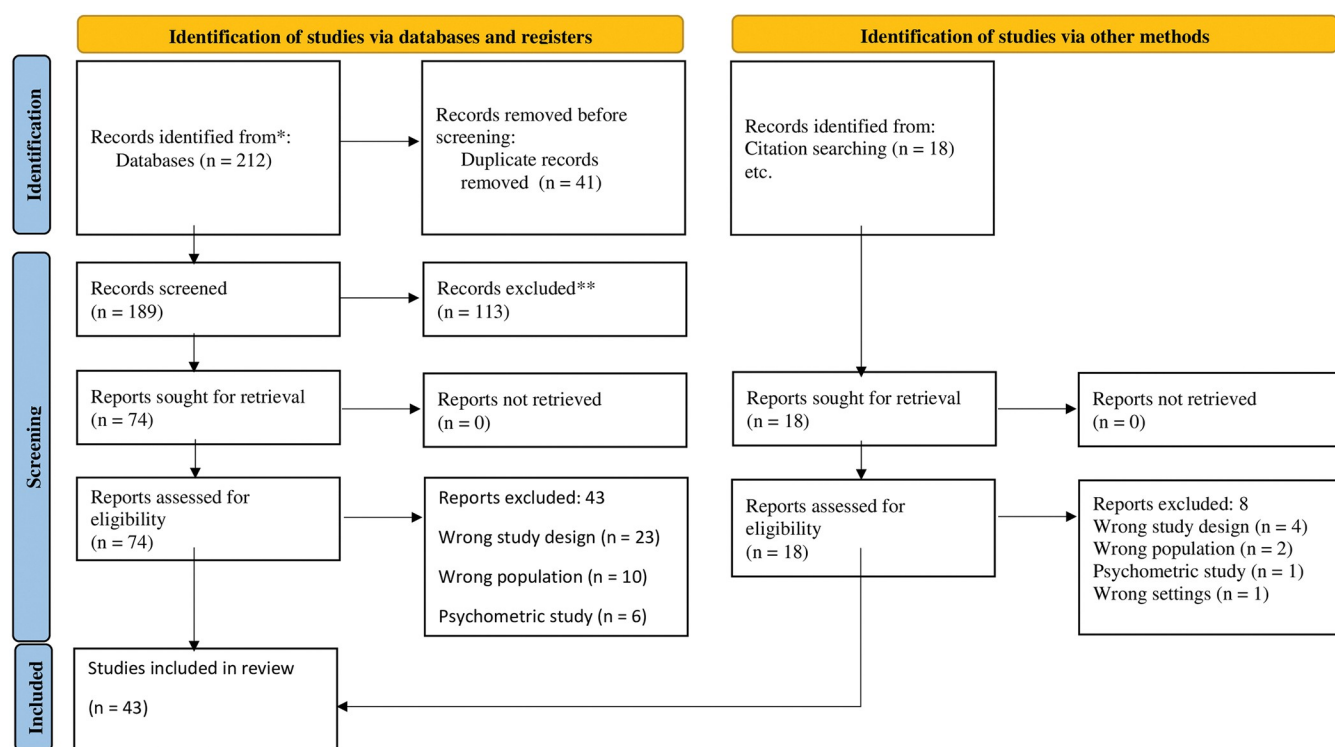 Identification of studies via databases and registers
Identification of studies via other methods
Identification
Records identified from*:
Databases (n = 212)
Records removed before
screening:
Duplicate records
removed  (n = 41)
Records identified from:
Citation searching (n = 18)
etc.
Screening
Records screened
(n = 189)
Records excluded**
(n = 113)
Reports sought for retrieval
(n = 74)
Reports not retrieved
(n = 0)
Reports sought for retrieval
(n = 18)
Reports not retrieved
(n = 0)
Reports assessed for
eligibility
(n = 74)
Reports excluded: 43
Wrong study design (n = 23)
Wrong population (n = 10)
Psychometric study (n = 6)
Reports assessed for
eligibility
(n = 18)
Reports excluded: 8
Wrong study design (n = 4)
Wrong population (n = 2)
Psychometric study (n = 1)
Wrong settings (n = 1)
Included
Studies included in review
(n = 43)